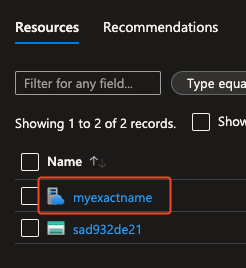 Resources Recommendations
Filter for any field... Type equa
Showing 1 to 2 of 2 records. Show
Name ↑↓
myexactname
sad932de21